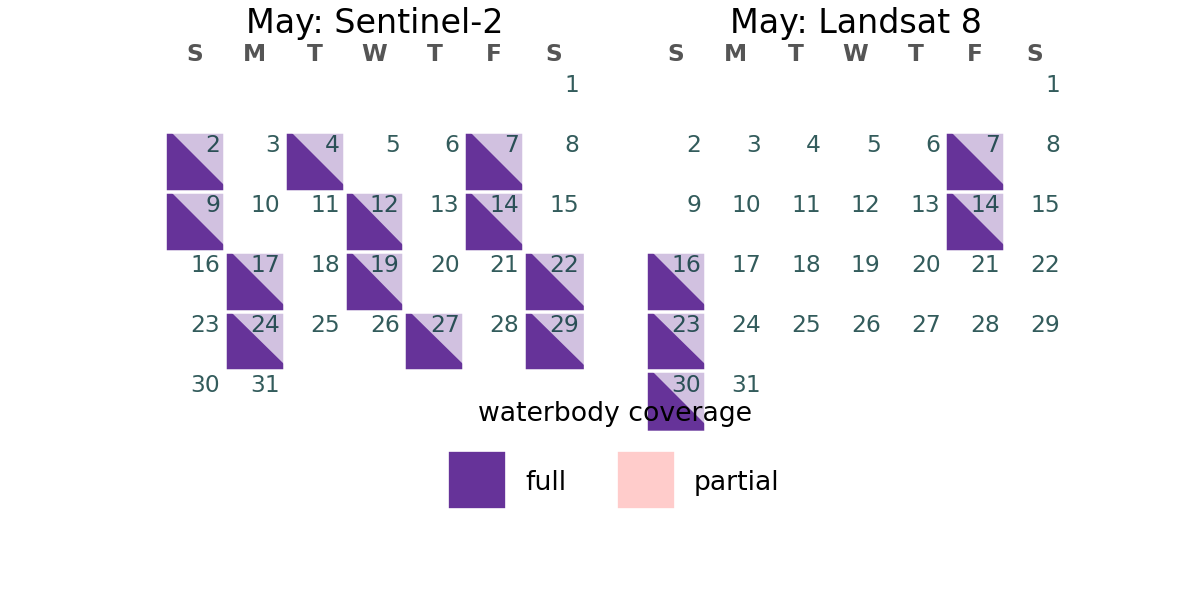 May: Sentinel-2
S M T W T F S
1
2 3 4 5 6 7 8
9 10 11 12 13 14 15
16 17 18 19 20 21 22
23 24 25 26 27 28 29
30 31
May: Landsat 8
S M T W T F S
1
2 3 4 5 6 7 8
9 10 11 12 13 14 15
16 17 18 19 20 21 22
23 24 25 26 27 28 29
30 31
waterbody coverage
full
partial